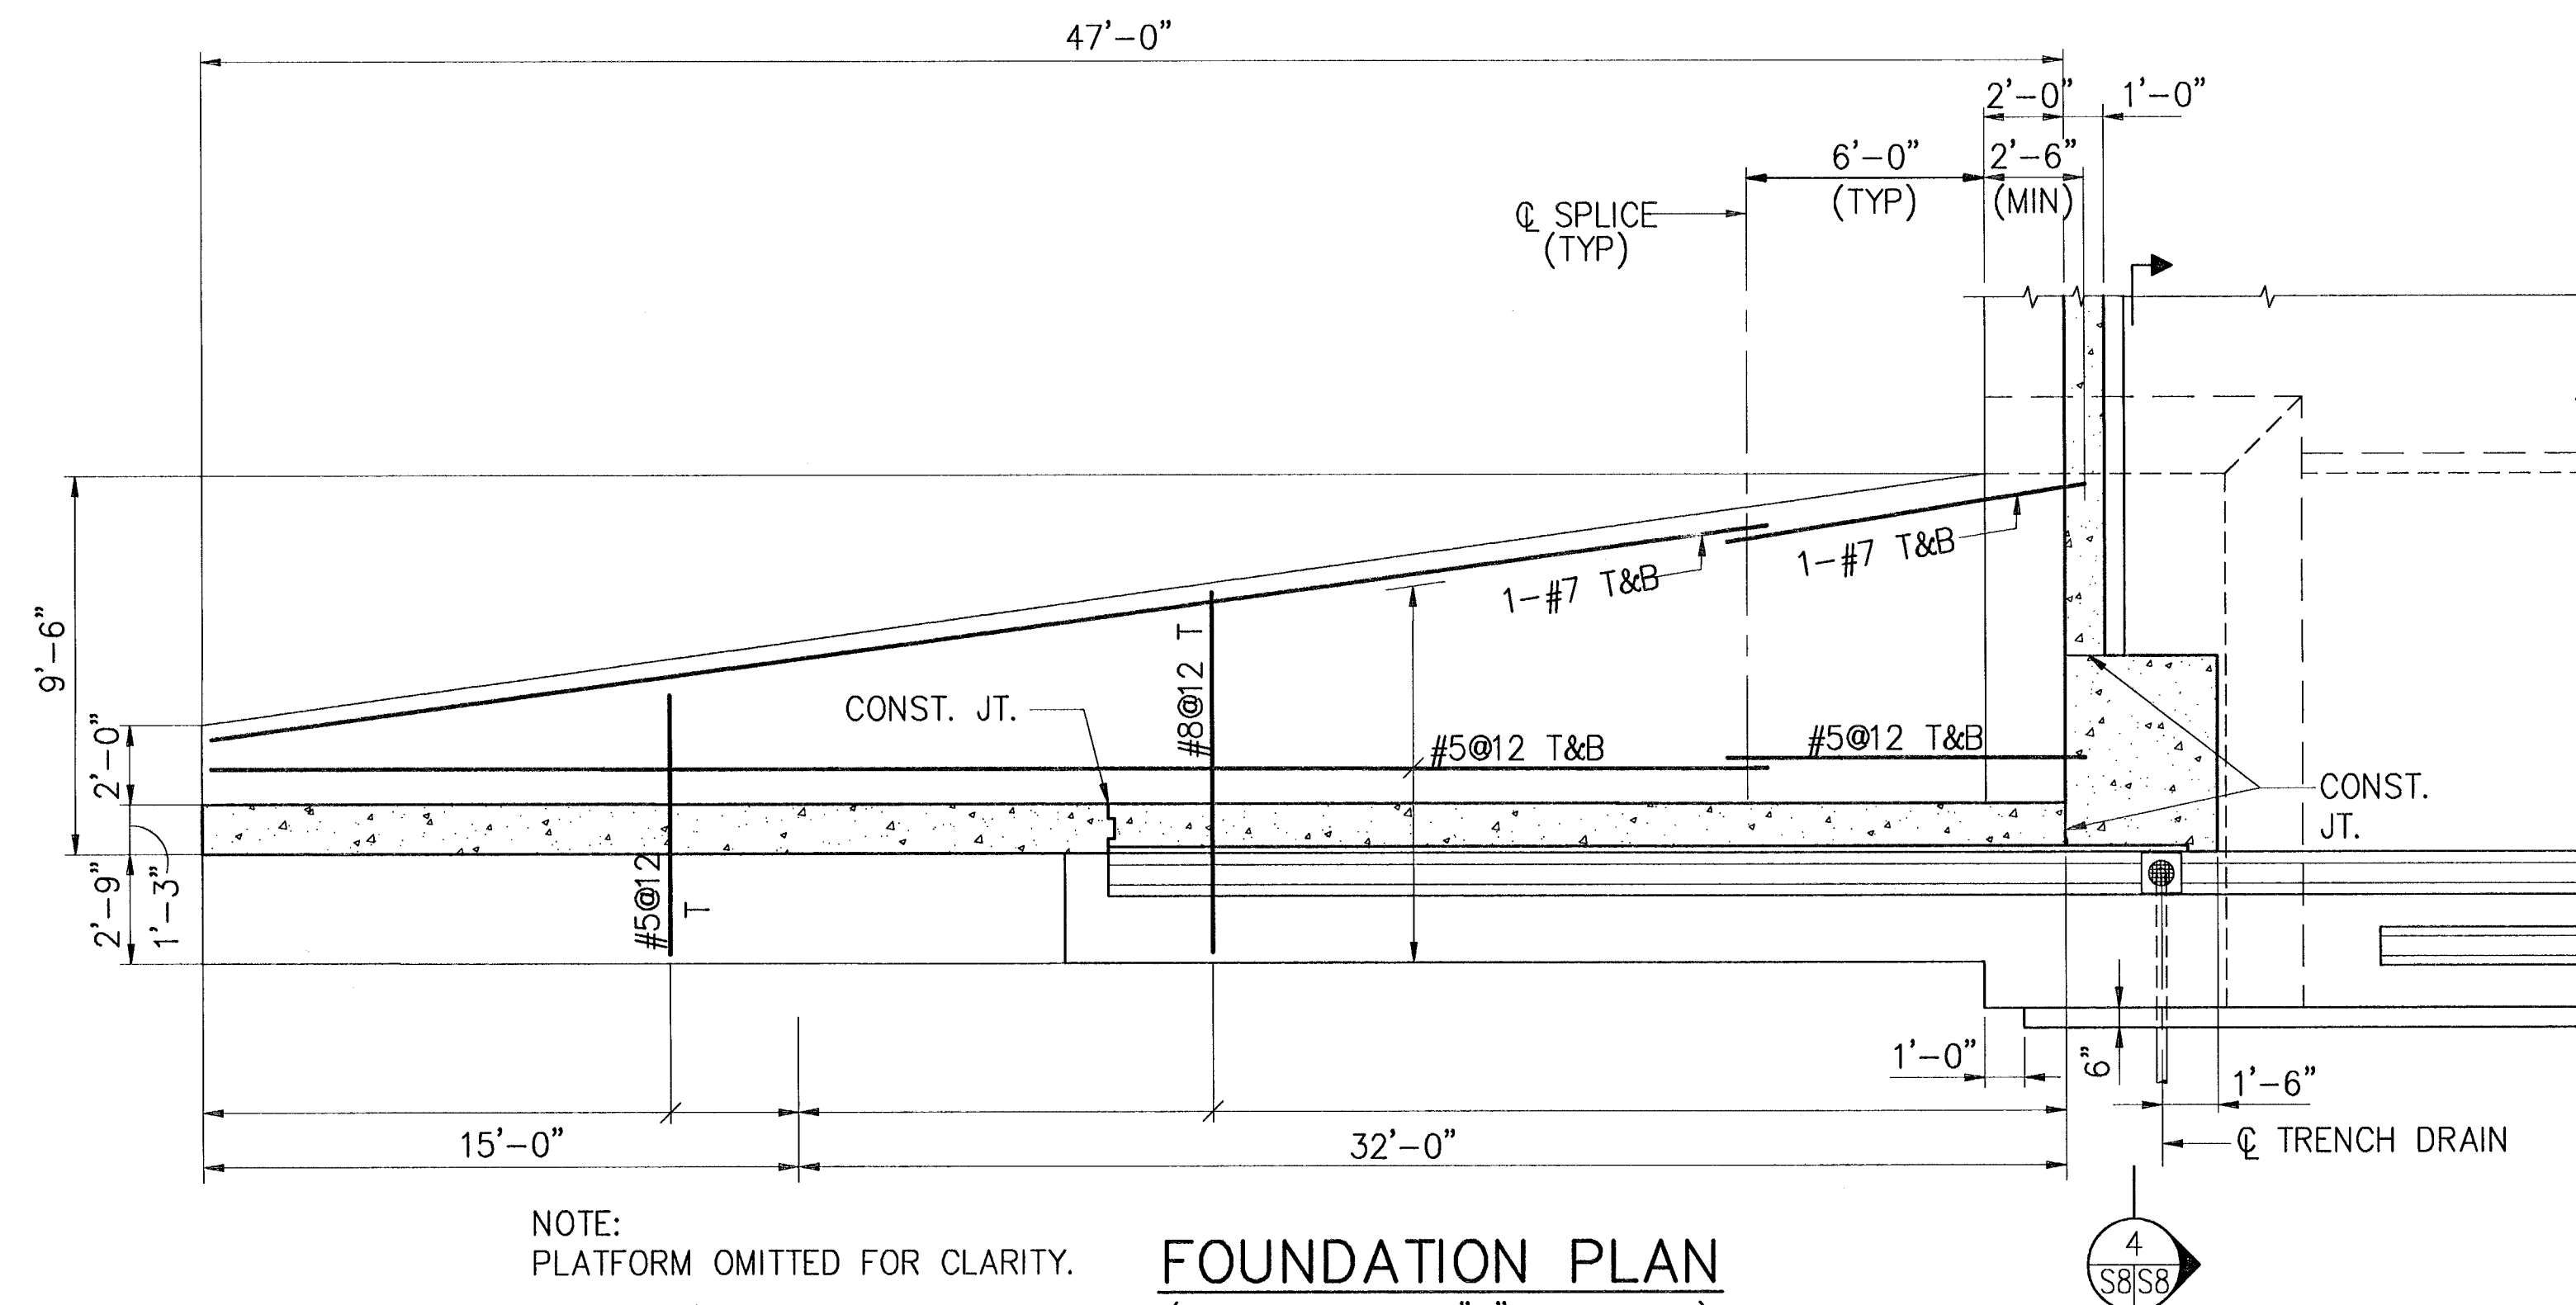 47'-0"
2'-0"
1'-0"
6'-0"
(TYP)
2'-6"
(MIN)
℄ SPLICE
(TYP)
9'-6"
2'-0"
1'-3"
2'-9"
CONST. JT.
#8@12 T
1-#7 T&B
1-#7 T&B
#5@12 T&B
#5@12 T&B
#5@12
T
CONST.
JT.
1'-0"
6"
1'-6"
15'-0"
32'-0"
℄ TRENCH DRAIN
NOTE:
PLATFORM OMITTED FOR CLARITY.
FOUNDATION PLAN
4
S8 S8